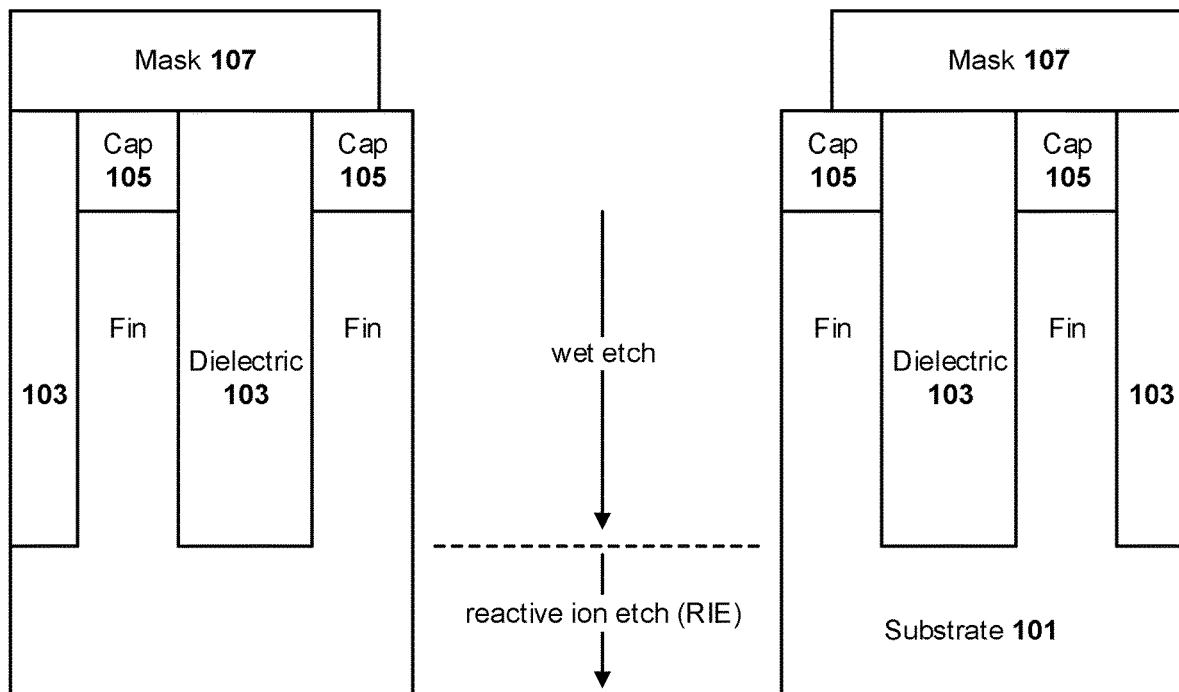 Mask 107
Mask 107
Cap
105
Cap
105
Cap
105
Cap
105
Fin
Fin
Fin
Fin
wet etch
Dielectric
103
Dielectric
103
103
103
reactive ion etch (RIE)
Substrate 101